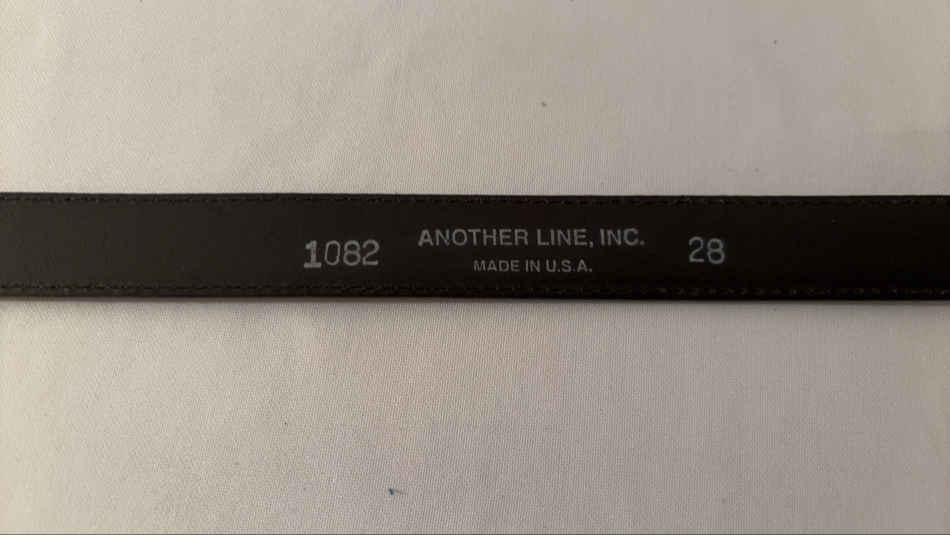 1082 ANOTHER LINE, INC. 28
MADE IN U.S.A.